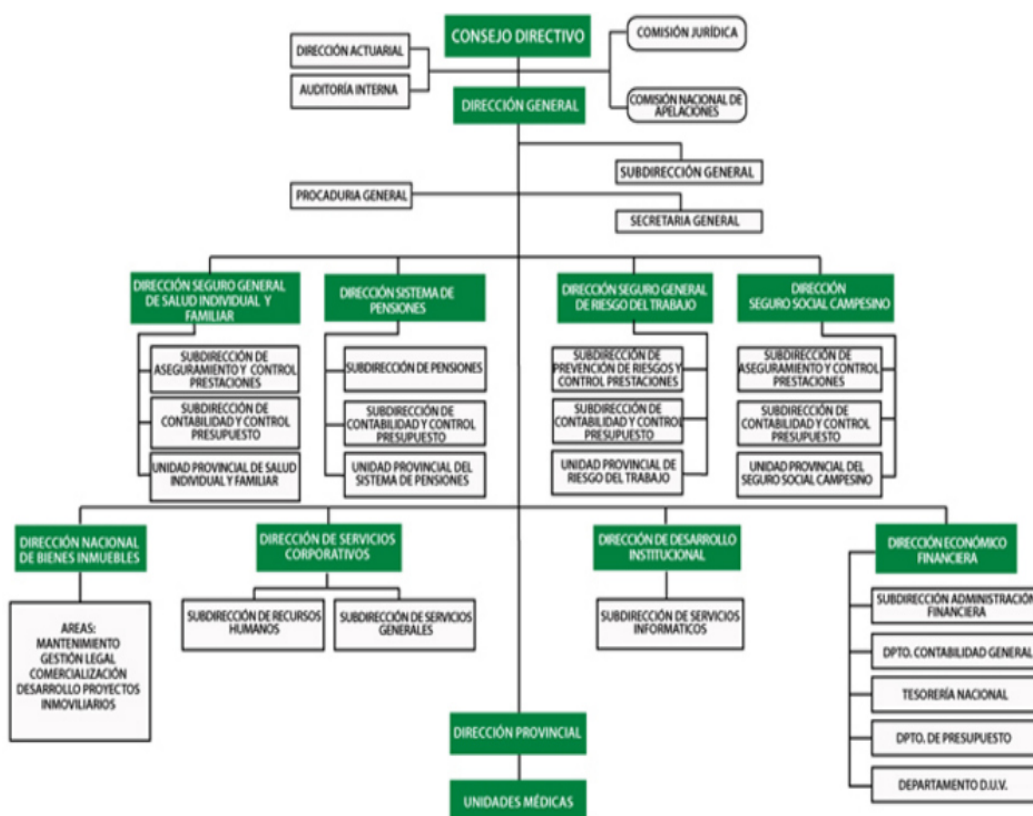 CONSEJO DIRECTIVO
DIRECCIÓN ACTUARIAL
AUDITORÍA INTERNA
COMISIÓN JURÍDICA
COMISIÓN NACIONAL DE
APELACIONES
DIRECCIÓN GENERAL
SUBDIRECCIÓN GENERAL
PROCADURIA GENERAL
SECRETARIA GENERAL
DIRECCIÓN SEGURO GENERAL
DE SALUD INDIVIDUAL Y
FAMILIAR
SUBDIRECCIÓN DE
ASEGURAMIENTO Y CONTROL
PRESTACIONES
SUBDIRECCIÓN DE
CONTABILIDAD Y CONTROL
PRESUPUESTO
UNIDAD PROVINCIAL DE SALUD
INDIVIDUAL Y FAMILIAR
DIRECCIÓN SISTEMA DE
PENSIONES
SUBDIRECCIÓN DE PENSIONES
SUBDIRECCIÓN DE
CONTABILIDAD Y CONTROL
PRESUPUESTO
UNIDAD PROVINCIAL DEL
SISTEMA DE PENSIONES
DIRECCIÓN SEGURO GENERAL
DE RIESGO DEL TRABAJO
SUBDIRECCIÓN DE
PREVENCIÓN DE RIESGOS Y
CONTROL PRESTACIONES
SUBDIRECCIÓN DE
CONTABILIDAD Y CONTROL
PRESUPUESTO
UNIDAD PROVINCIAL DE
RIESGO DEL TRABAJO
DIRECCIÓN
SEGURO SOCIAL CAMPESINO
SUBDIRECCIÓN DE
ASEGURAMIENTO Y CONTROL
PRESTACIONES
SUBDIRECCIÓN DE
CONTABILIDAD Y CONTROL
PRESUPUESTO
UNIDAD PROVINCIAL DEL
SEGURO SOCIAL CAMPESINO
DIRECCIÓN NACIONAL
DE BIENES INMUEBLES
AREAS:
MANTENIMIENTO
GESTIÓN LEGAL
COMERCIALIZACIÓN
DESARROLLO PROYECTOS
INMOVILIARIOS
DIRECCIÓN DE SERVICIOS
CORPORATIVOS
SUBDIRECCIÓN DE RECURSOS
HUMANOS
SUBDIRECCIÓN DE SERVICIOS
GENERALES
DIRECCIÓN DE DESARROLLO
INSTITUCIONAL
SUBDIRECCIÓN DE SERVICIOS
INFORMATICOS
DIRECCIÓN ECONÓMICO
FINANCIERA
SUBDIRECCIÓN ADMINISTRACIÓN
FINANCIERA
DPTO. CONTABILIDAD GENERAL
TESORERÍA NACIONAL
DPTO. DE PRESUPUESTO
DEPARTAMENTO D.U.V.
DIRECCIÓN PROVINCIAL
UNIDADES MÉDICAS